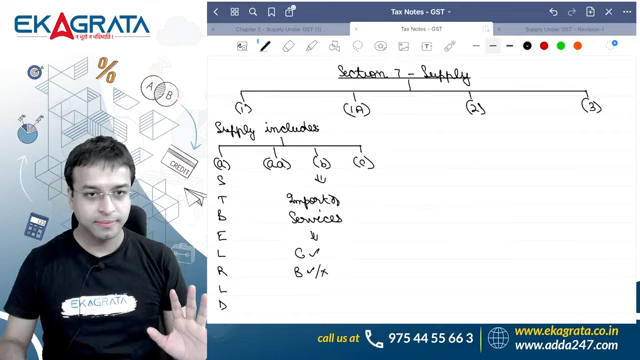 EKAGRATA
Tax Notes - GST
Chapter 5 - Supply Under GST (1)
Tax Notes - GST
Supply Under GST - Revision-I
Section 7 - Supply
(1) (1A) (2) (3)
Supply includes
(a) (aa) (b) (c)
S
T Import of
B Services
E
L C ✓
R B ✓/x
L
D
A
B
CREDIT
EKAGRATA
call us at 975 44 55 66 3
www.ekagrata.co.in
www.adda247.com